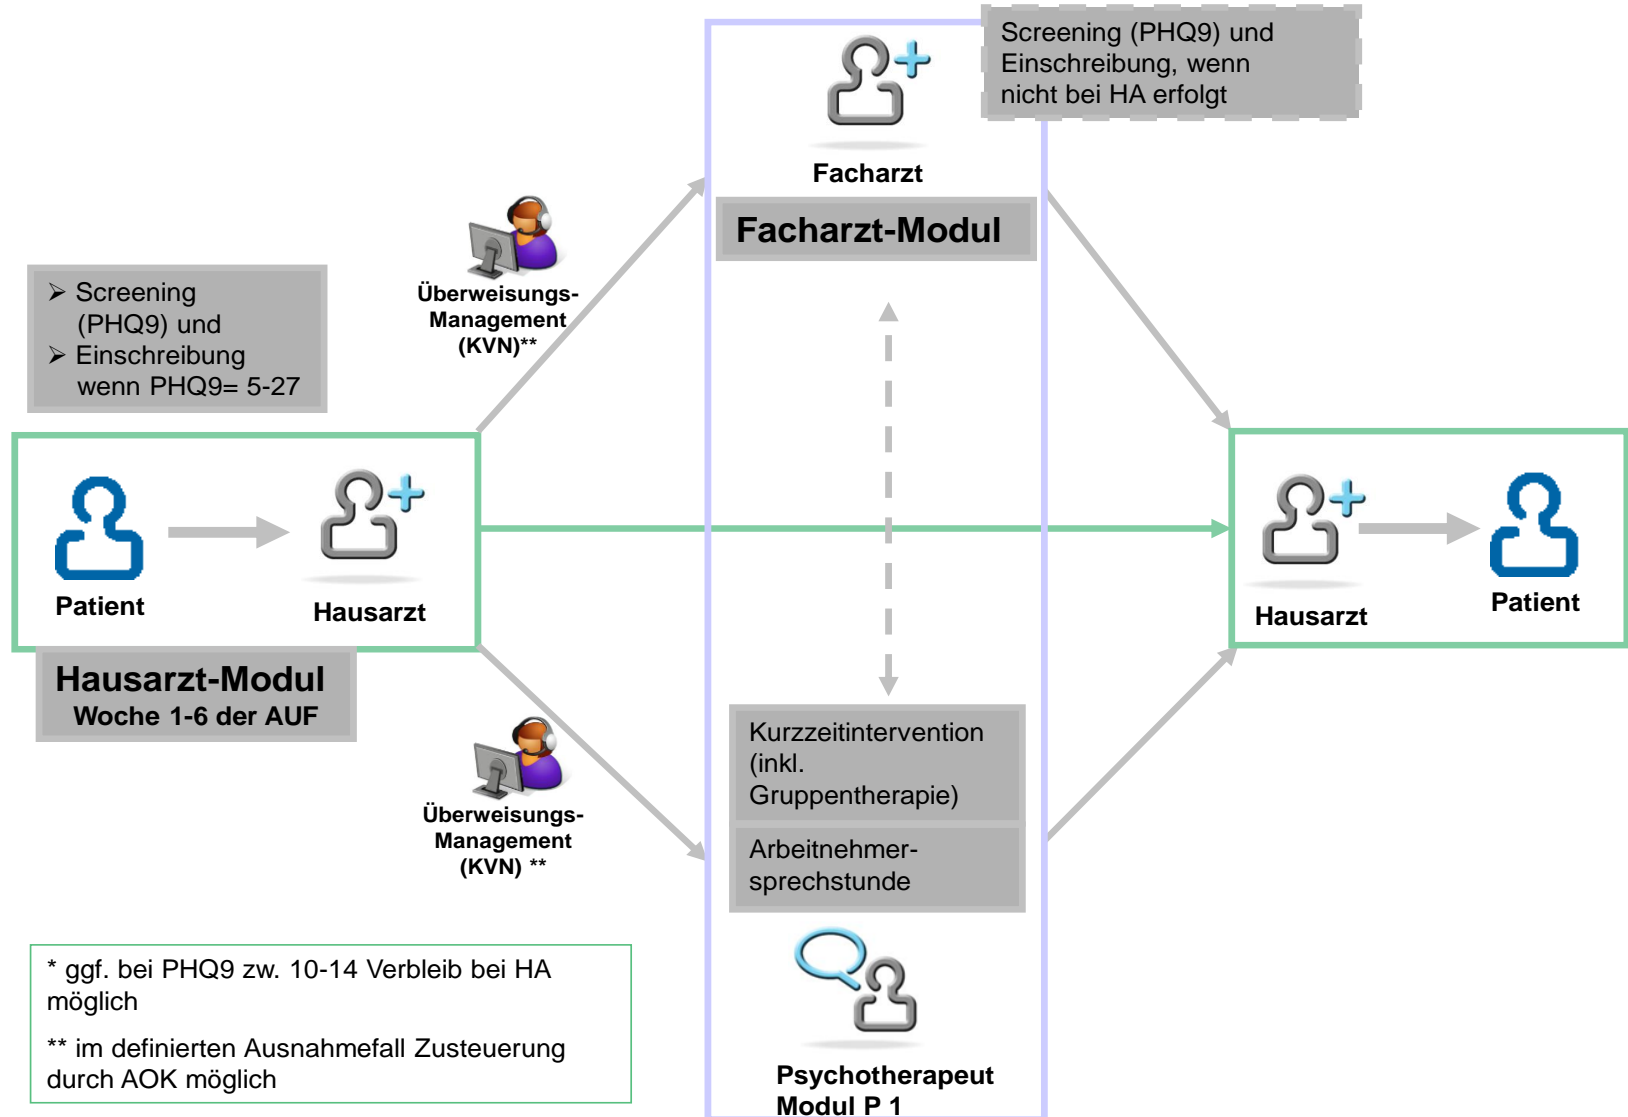 Screening (PHQ9) und
Einschreibung, wenn
nicht bei HA erfolgt
Facharzt
Facharzt-Modul
Überweisungs-
Management
(KVN)**
➢ Screening
(PHQ9) und
➢ Einschreibung
wenn PHQ9= 5-27
Patient
Hausarzt
Hausarzt-Modul
Woche 1-6 der AUF
Hausarzt
Patient
Überweisungs-
Management
(KVN) **
Kurzzeitintervention
(inkl.
Gruppentherapie)
Arbeitnehmer-
sprechstunde
Psychotherapeut
Modul P 1
* ggf. bei PHQ9 zw. 10-14 Verbleib bei HA
möglich
** im definierten Ausnahmefall Zusteuerung
durch AOK möglich